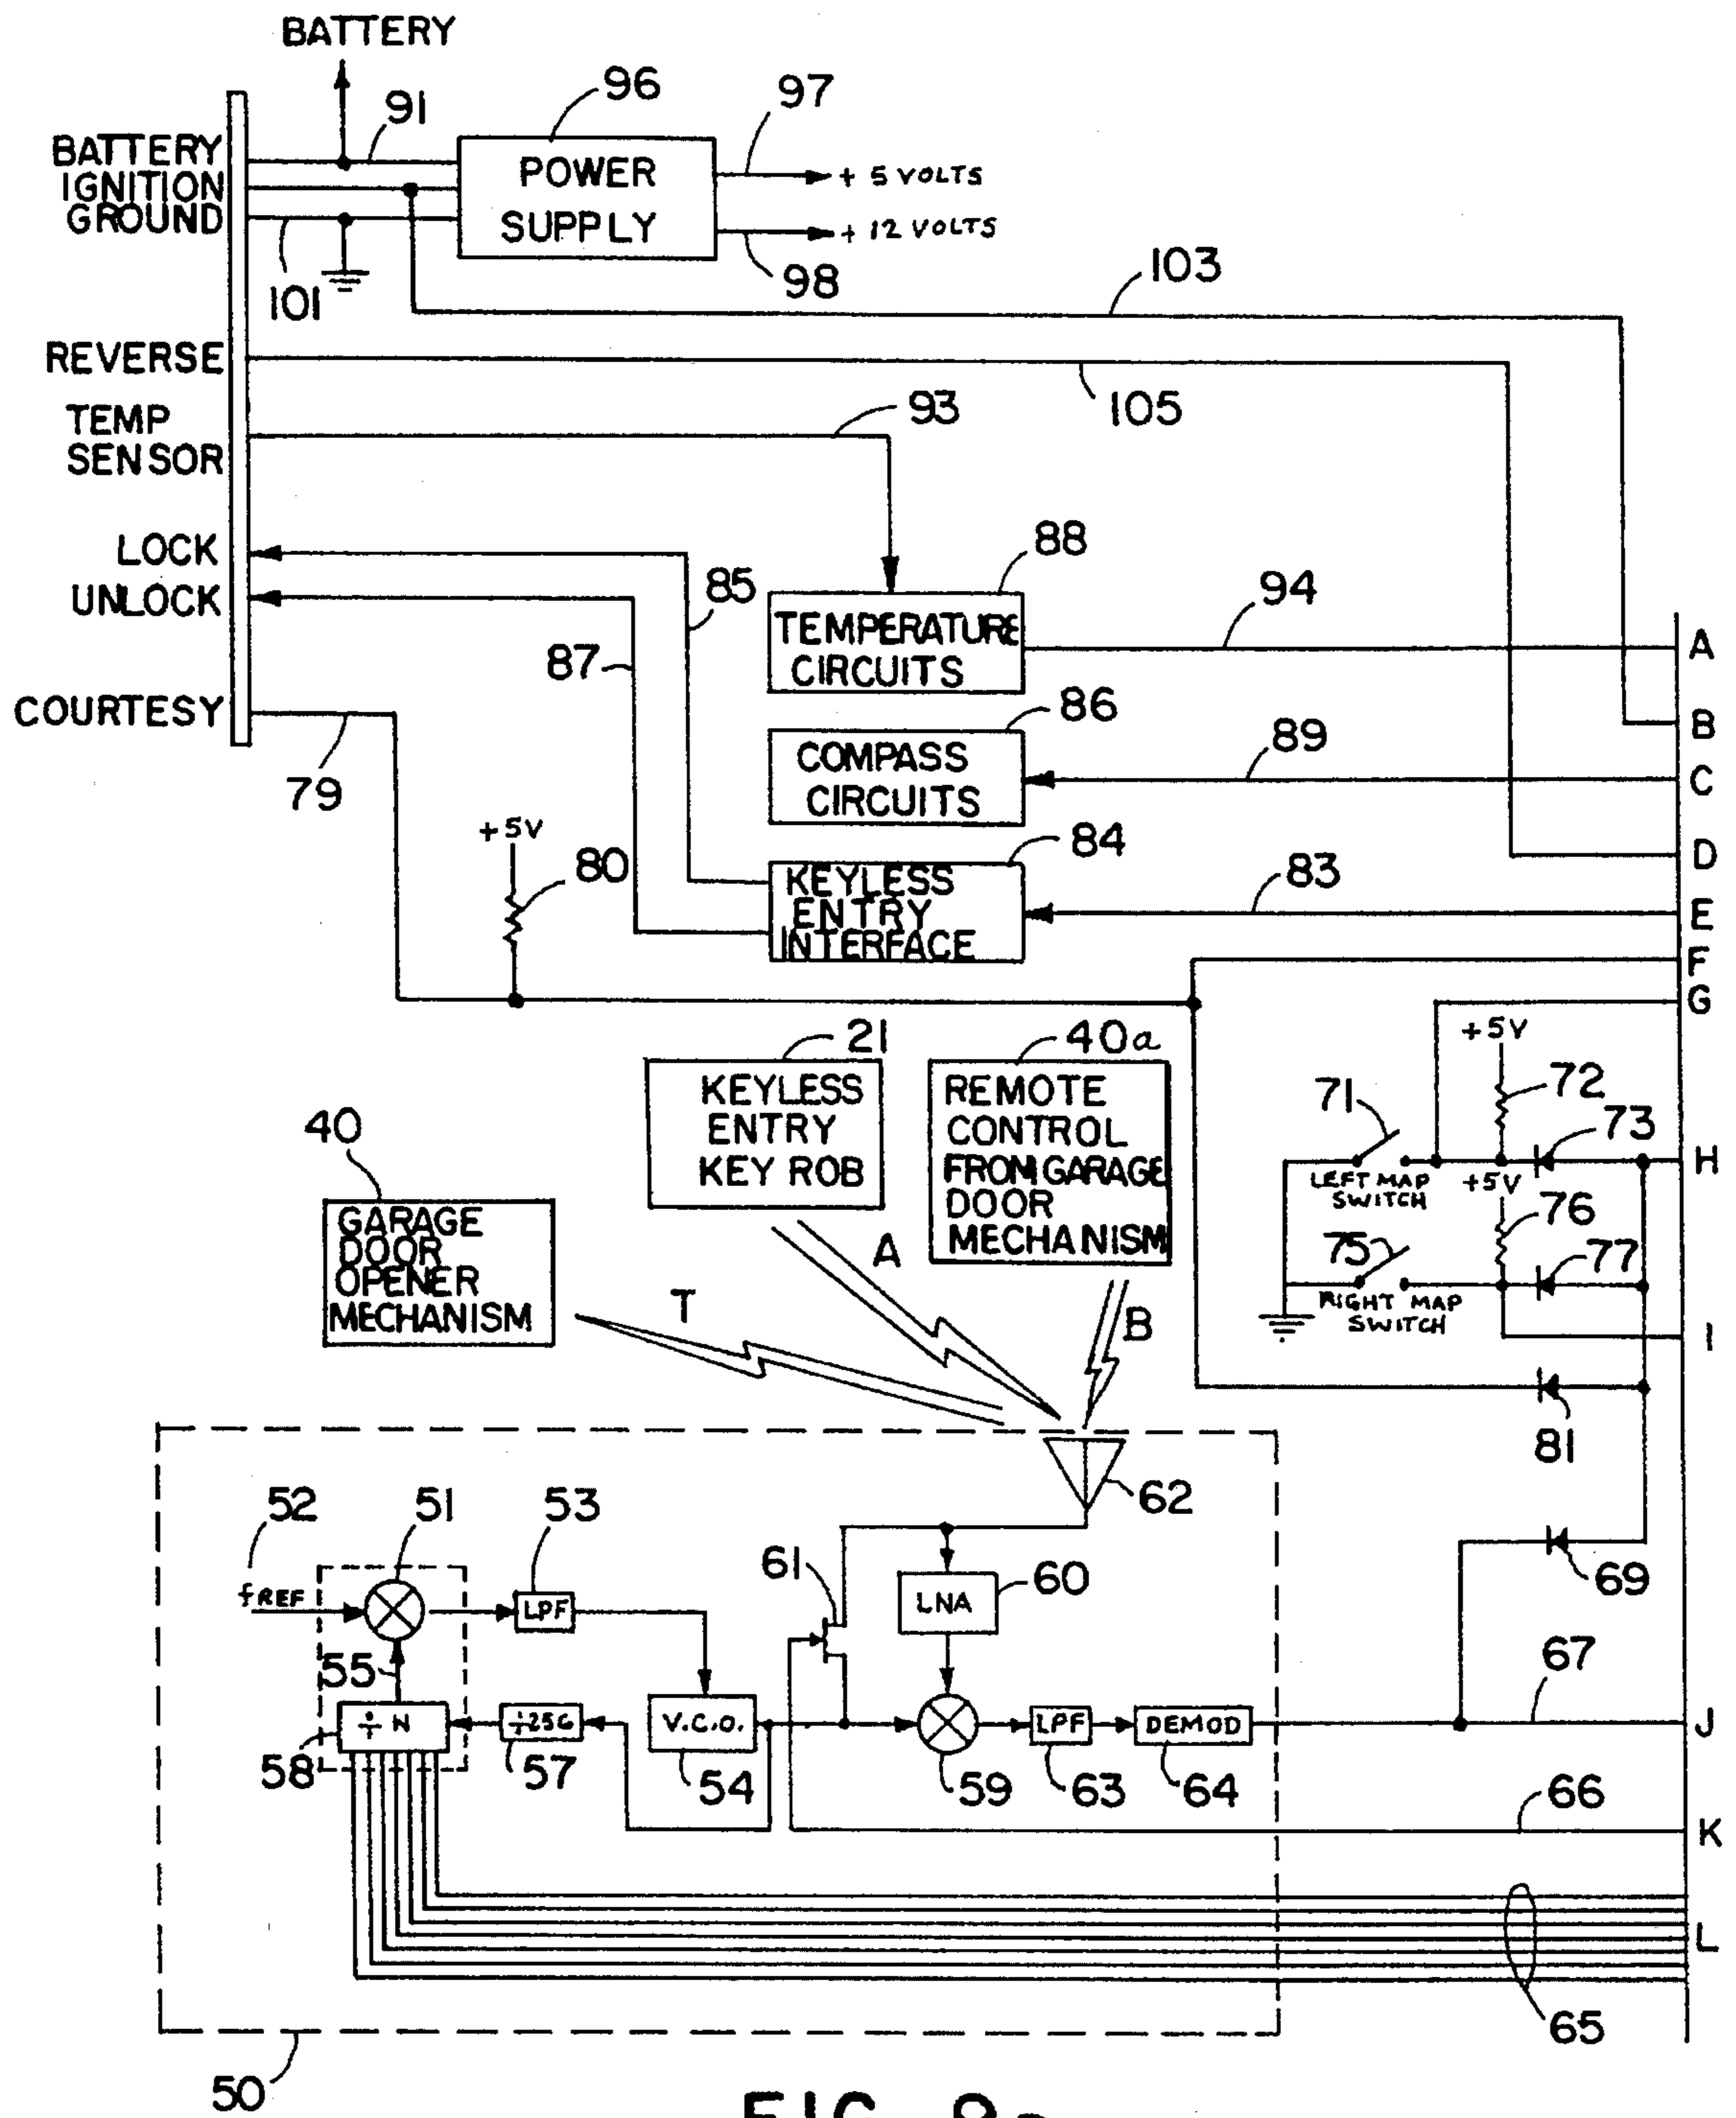 BATTERY
91
96
97
BATTERY
IGNITION
GROUND
POWER
SUPPLY
+ 5 VOLTS
+ 12 VOLTS
101
98
103
REVERSE
105
TEMP
SENSOR
93
LOCK
UNLOCK
85
87
88
TEMPERATURE
CIRCUITS
94
A
COURTESY
79
86
COMPASS
CIRCUITS
89
B
C
+5V
80
84
KEYLESS
ENTRY
INTERFACE
83
D
E
F
G
21
KEYLESS
ENTRY
KEY ROB
40a
REMOTE
CONTROL
FROM GARAGE
DOOR
MECHANISM
+5V
71
72
73
LEFT MAP
SWITCH
H
+5V
76
75
77
RIGHT MAP
SWITCH
I
40
GARAGE
DOOR
OPENER
MECHANISM
T
A
B
81
62
52
51
53
fREF
LPF
61
LNA
60
69
55
÷ N
58
÷256
57
V.C.O.
54
59
LPF
63
DEMOD
64
67
J
66
K
L
65
50